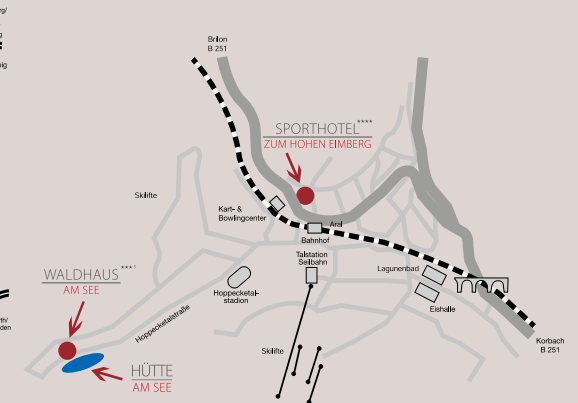 Brilon
B 251
SPORTHOTEL****
ZUM HOHEN EIMBERG
Skilifte
Kart- &
Bowlingcenter
Aral
Bahnhof
Talstation
Seilbahn
Lagunenbad
WALDHAUS***
AM SEE
Hoppecketal-
stadion
Eishalle
Hoppecketalstraße
Korbach
B 251
Skilifte
HÜTTE
AM SEE